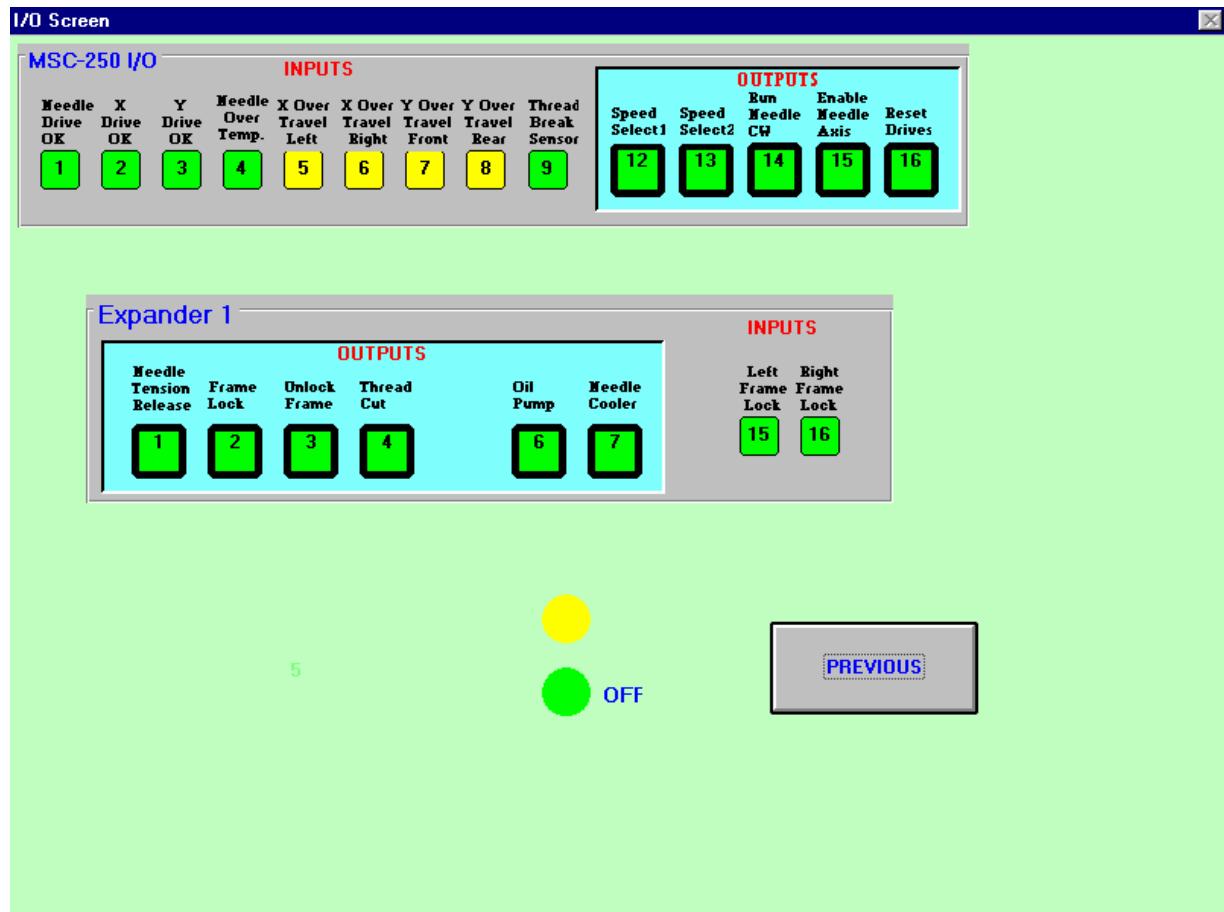 I/O Screen
MSC-250 I/O
INPUTS
Needle Drive OK
X Drive OK
Y Drive OK
Needle Over Temp.
X Over Travel Left
X Over Travel Right
Y Over Travel Front
Y Over Travel Rear
Thread Break Sensor
1 2 3 4 5 6 7 8 9
OUTPUTS
Speed Select1
Speed Select2
Run Needle CW
Enable Needle Axis
Reset Drives
12 13 14 15 16
Expander 1
OUTPUTS
Needle Tension Release
Frame Lock
Unlock Frame
Thread Cut
Oil Pump
Needle Cooler
1 2 3 4 6 7
INPUTS
Left Frame Lock
Right Frame Lock
15 16
5
OFF
PREVIOUS